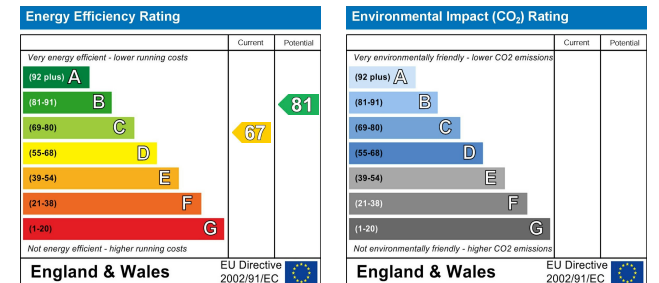 Energy Efficiency Rating
Current Potential
Very energy efficient - lower running costs
(92 plus) A
(81-91) B
81
(69-80) C
67
(55-68) D
(39-54) E
(21-38) F
(1-20) G
Not energy efficient - higher running costs
England & Wales
EU Directive
2002/91/EC
Environmental Impact (CO₂) Rating
Current Potential
Very environmentally friendly - lower CO2 emissions
(92 plus) A
(81-91) B
(69-80) C
(55-68) D
(39-54) E
(21-38) F
(1-20) G
Not environmentally friendly - higher CO2 emissions
England & Wales
EU Directive
2002/91/EC